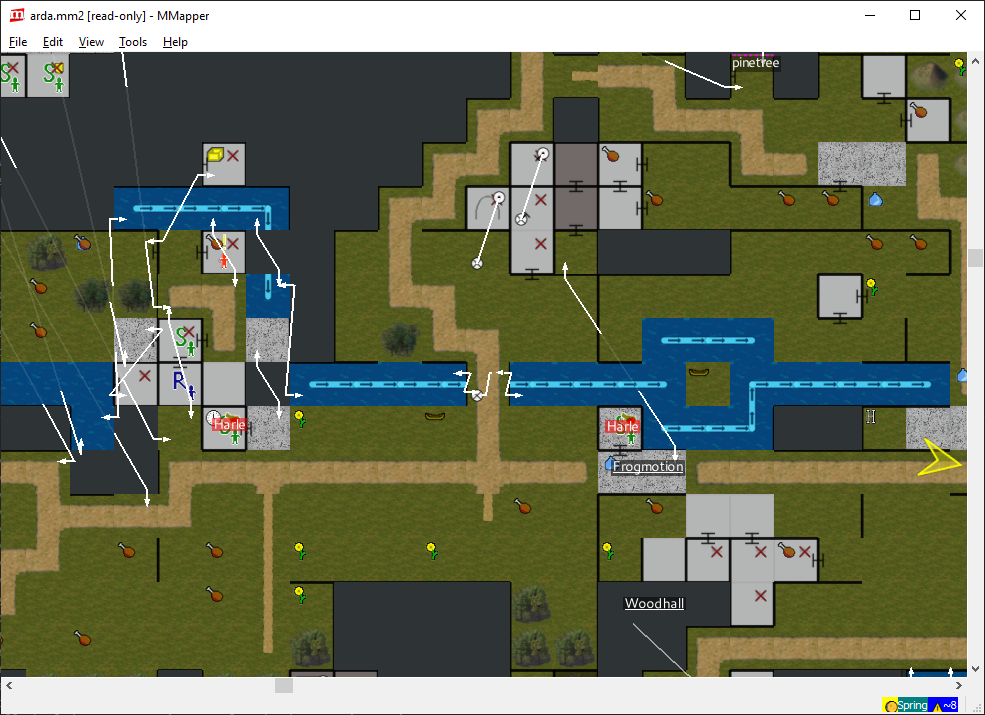 arda.mm2 [read-only] - MMapper
File Edit View Tools Help
pinetree
S
S
S
R
Harle
Harle
H
Frogmotion
Woodhall
Spring
~8